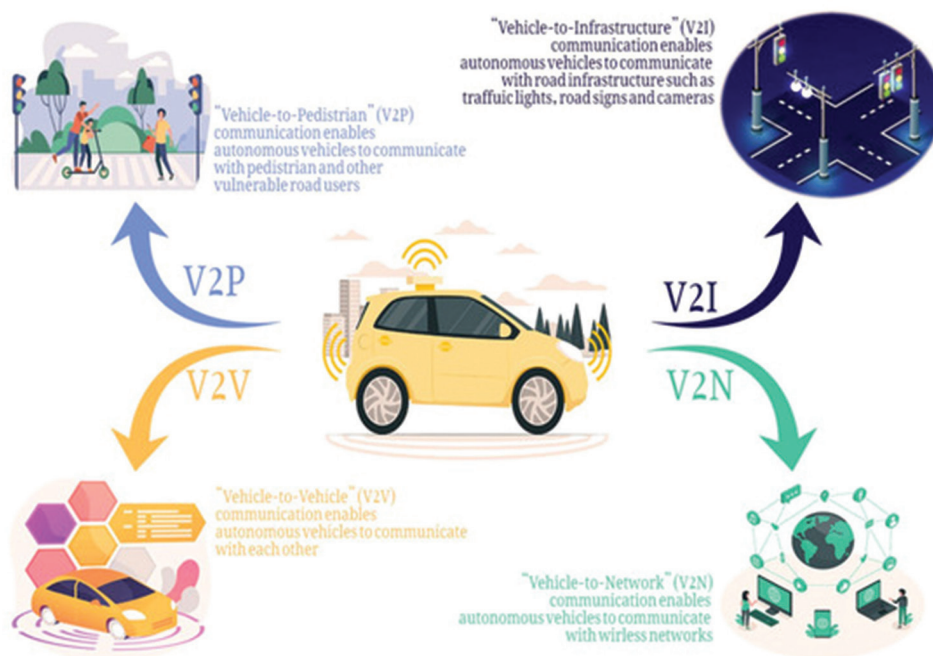 "Vehicle-to-Pedistrian" (V2P)
communication enables
autonomous vehicles to communicate
with pedistrian and other
vulnerable road users
"Vehicle-to-Infrastructure" (V2I)
communication enables
autonomous vehicles to communicate
with road infrastructure such as
traffuic lights, road signs and cameras
V2P
V2I
V2V
V2N
"Vehicle-to-Vehicle" (V2V)
communication enables
autonomous vehicles to communicate
with each other
"Vehicle-to-Network" (V2N)
communication enables
autonomous vehicles to communicate
with wirless networks